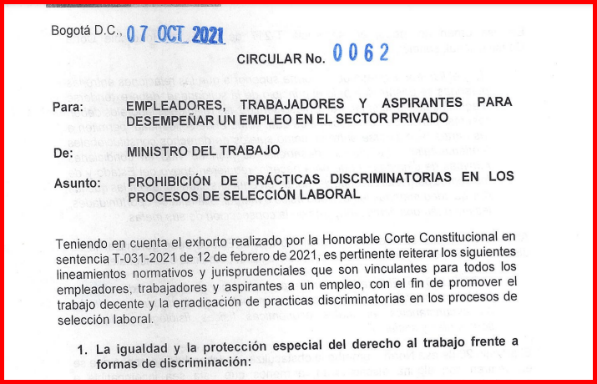 Bogotá D.C., 07 OCT 2021
CIRCULAR No. 0062
Para: EMPLEADORES, TRABAJADORES Y ASPIRANTES PARA
DESEMPEÑAR UN EMPLEO EN EL SECTOR PRIVADO
De: MINISTRO DEL TRABAJO
Asunto: PROHIBICIÓN DE PRÁCTICAS DISCRIMINATORIAS EN LOS
PROCESOS DE SELECCIÓN LABORAL
Teniendo en cuenta el exhorto realizado por la Honorable Corte Constitucional en
sentencia T-031-2021 de 12 de febrero de 2021, es pertinente reiterar los siguientes
lineamientos normativos y jurisprudenciales que son vinculantes para todos los
empleadores, trabajadores y aspirantes a un empleo, con el fin de promover el
trabajo decente y la erradicación de practicas discriminatorias en los procesos de
selección laboral.
1. La igualdad y la protección especial del derecho al trabajo frente a
formas de discriminación: